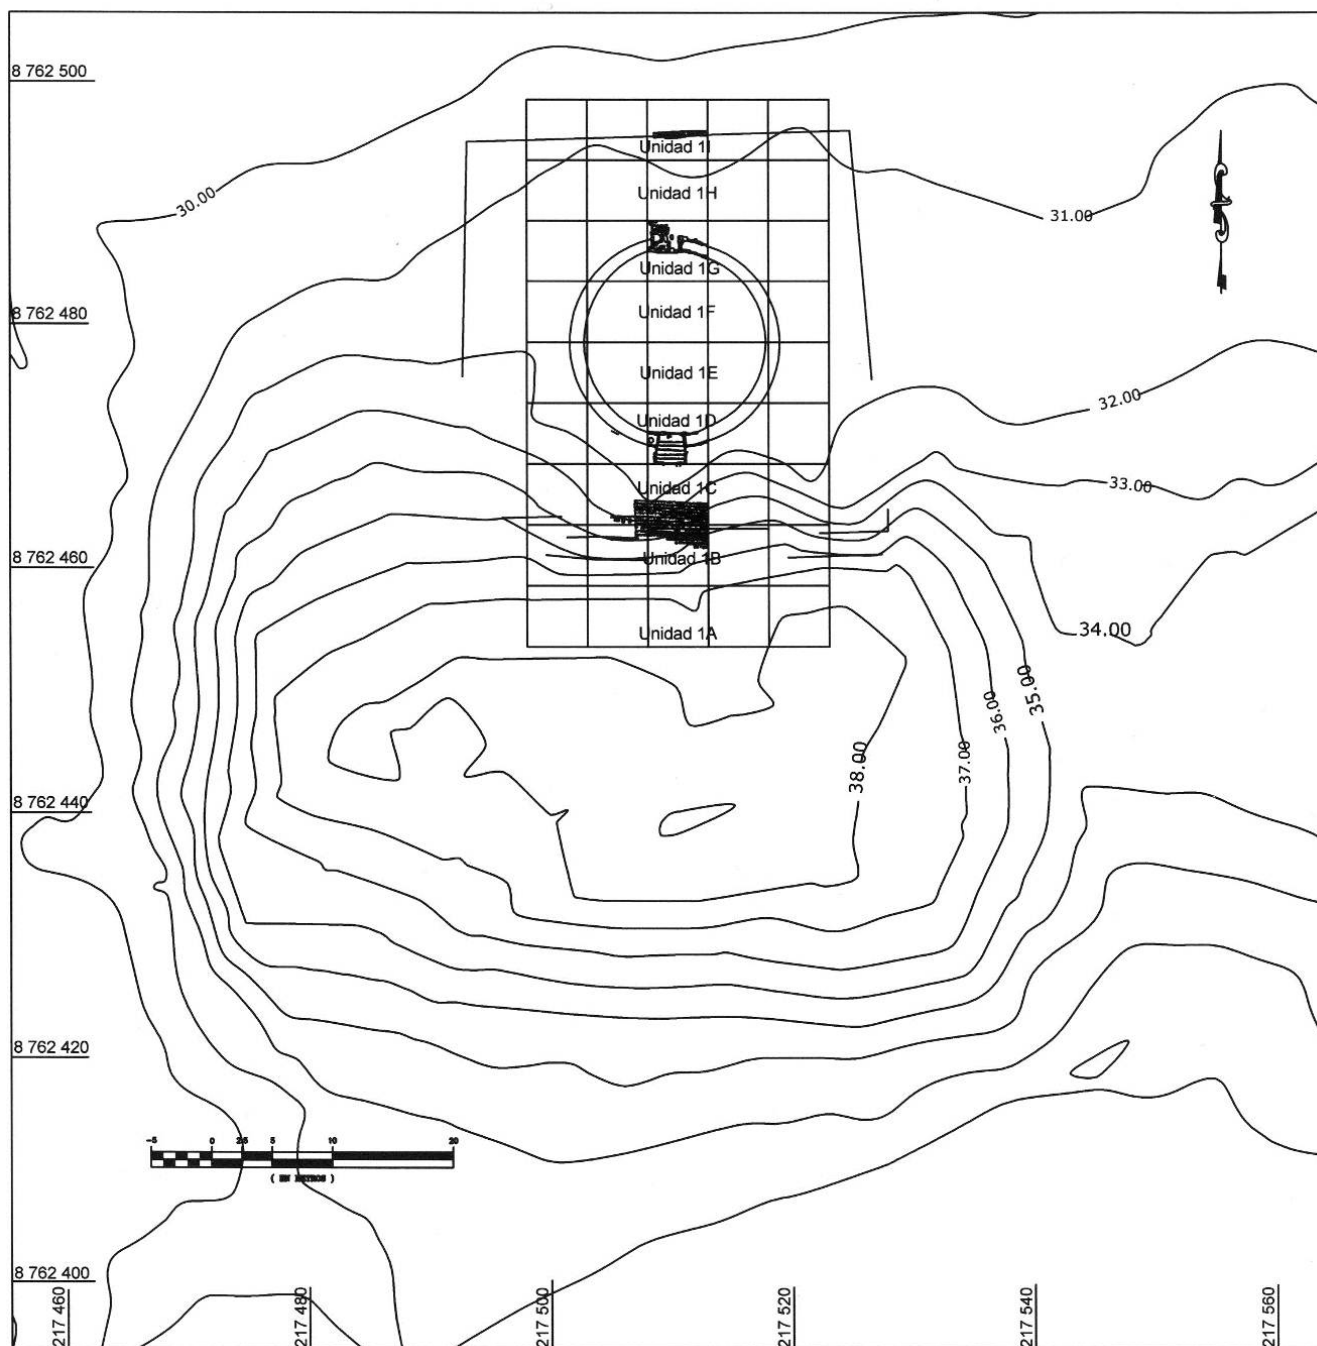 8 762 500
Unidad 1I
Unidad 1H
30.00
31.00
Unidad 1G
8 762 480
Unidad 1F
Unidad 1E
32.00
Unidad 1D
33.00
Unidad 1C
8 762 460
Unidad 1B
34.00
Unidad 1A
35.00
36.00
37.00
38.00
8 762 440
8 762 420
-5 0 2.5 5 10 20
( EN METROS )
8 762 400
217 460
217 480
217 500
217 520
217 540
217 560